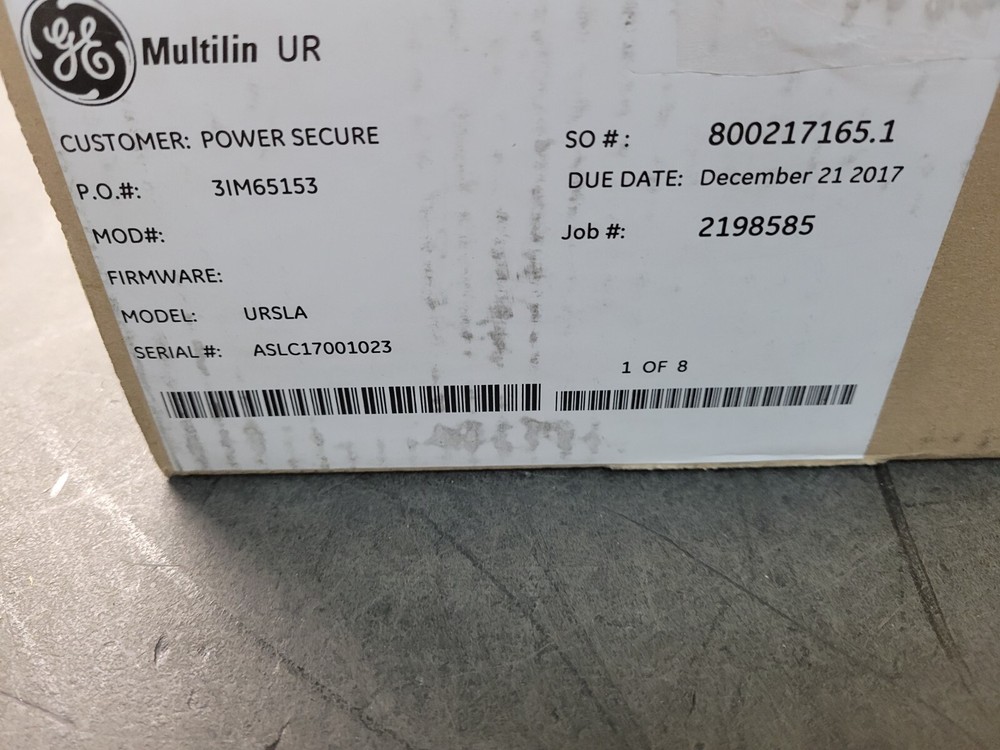 GE Multilin UR
CUSTOMER: POWER SECURE
P.O.#: 3IM65153
MOD#:
FIRMWARE:
MODEL: URSLA
SERIAL #: ASLC17001023
SO #: 800217165.1
DUE DATE: December 21 2017
Job #: 2198585
1 OF 8